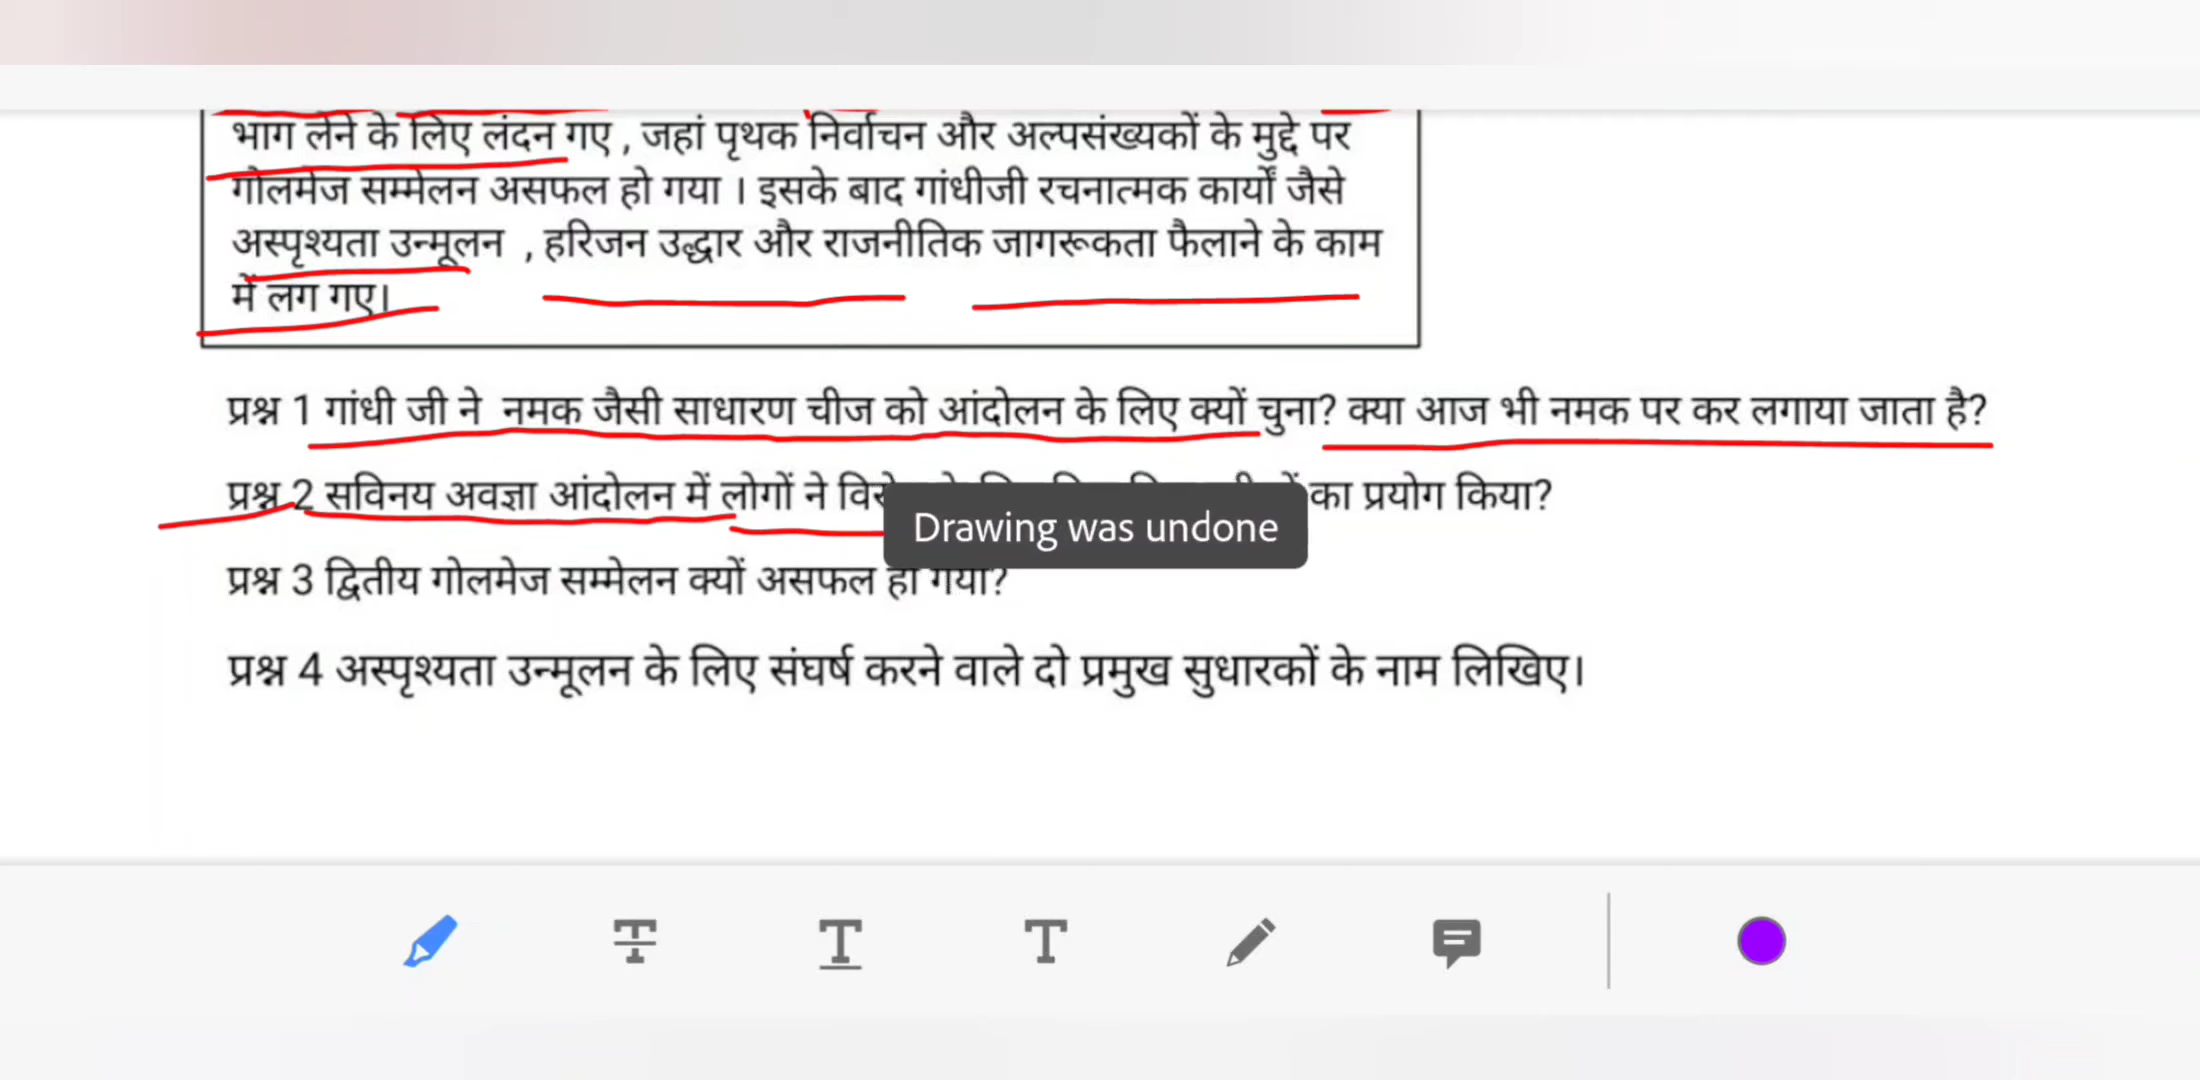 भाग लेने के लिए लंदन गए , जहां पृथक निर्वाचन और अल्पसंख्यकों के मुद्दे पर
गोलमेज सम्मेलन असफल हो गया । इसके बाद गांधीजी रचनात्मक कार्यों जैसे
अस्पृश्यता उन्मूलन , हरिजन उद्धार और राजनीतिक जागरूकता फैलाने के काम
में लग गए।
प्रश्न 1 गांधी जी ने नमक जैसी साधारण चीज को आंदोलन के लिए क्यों चुना? क्या आज भी नमक पर कर लगाया जाता है?
प्रश्न 2 सविनय अवज्ञा आंदोलन में लोगों ने का प्रयोग किया?
Drawing was undone
प्रश्न 3 द्वितीय गोलमेज सम्मेलन क्यों असफल हो गया?
प्रश्न 4 अस्पृश्यता उन्मूलन के लिए संघर्ष करने वाले दो प्रमुख सुधारकों के नाम लिखिए।